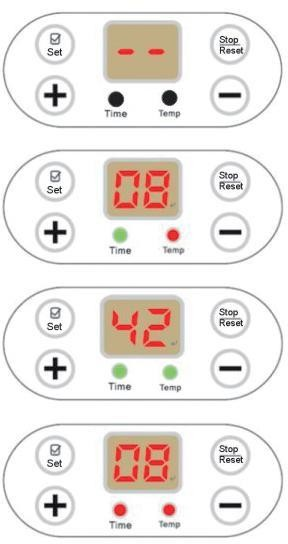 Set
- -
Stop
Reset
+
−
Time Temp
Set
08
Stop
Reset
+
−
Time Temp
Set
42
Stop
Reset
+
−
Time Temp
Set
08
Stop
Reset
+
−
Time Temp